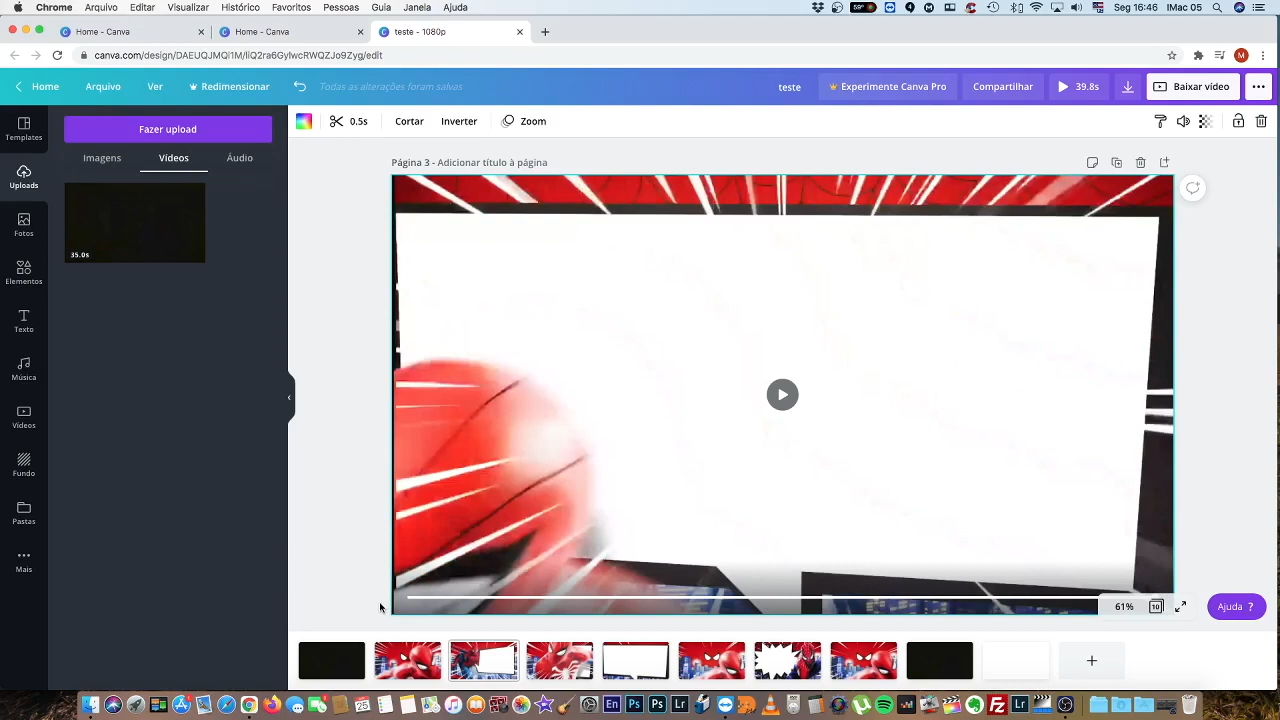 Chrome Arquivo Editar Visualizar Histórico Favoritos Pessoas Guia Janela Ajuda
59° Seg 16:46 iMac 05
Home - Canva
Home - Canva
teste - 1080p
canva.com/design/DAEUQJMQi1M/liQ2ra6GyIwcRWQZJo9Zyg/edit
M
Home Arquivo Ver Redimensionar Todas as alterações foram salvas
teste Experimente Canva Pro Compartilhar 39.8s Baixar vídeo
Templates
Fazer upload
0.5s Cortar Inverter Zoom
Imagens Vídeos Áudio
Uploads
35.0s
Fotos
Elementos
Texto
Música
Vídeos
Fundo
Pastas
Mais
Página 3 - Adicionar título à página
61% 10 Ajuda ?